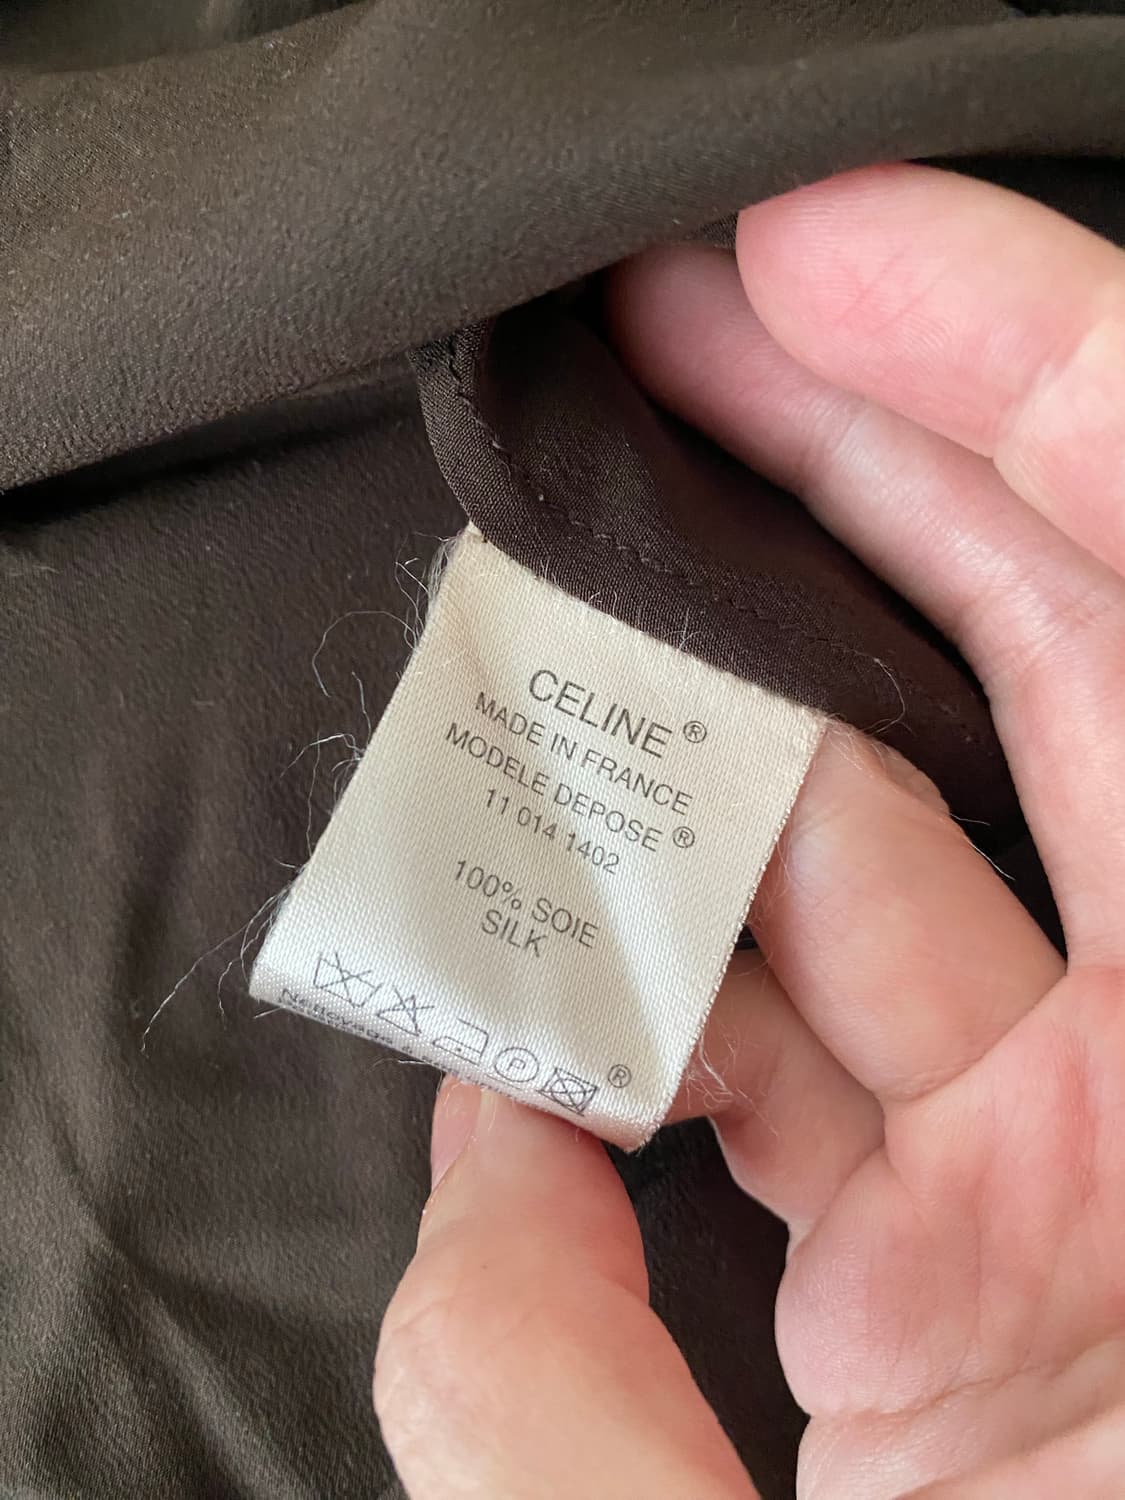 CELINE®
MADE IN FRANCE
MODELE DEPOSE ®
11 014 1402
100% SOIE
SILK
P ®